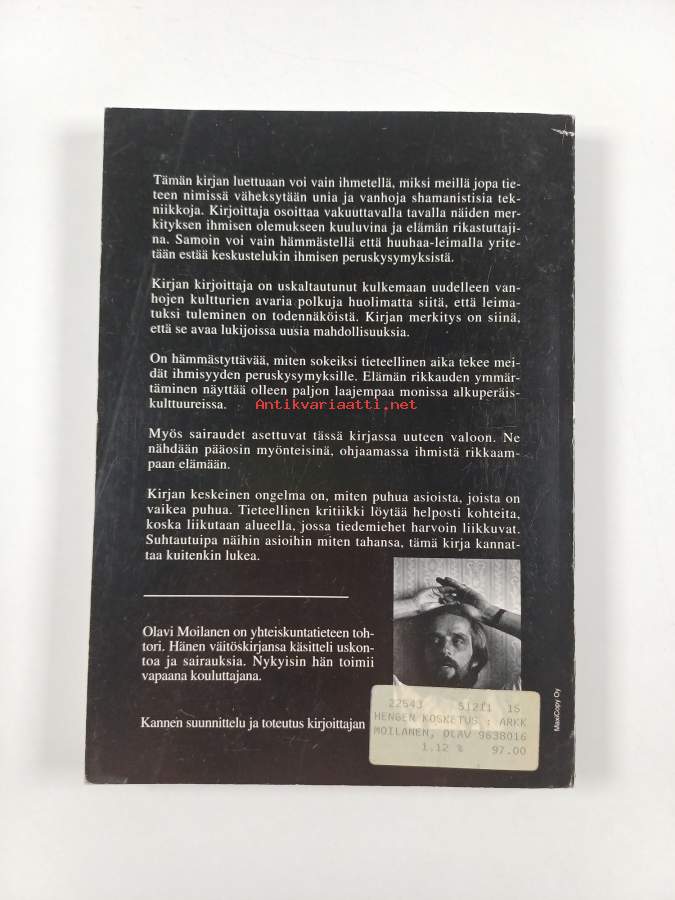 Tämän kirjan luettuaan voi vain ihmetellä, miksi meillä jopa tie-
teen nimissä väheksytään unia ja vanhoja shamanistisia tek-
niikkoja. Kirjoittaja osoittaa vakuuttavalla tavalla näiden mer-
kityksen ihmisen olemukseen kuuluvina ja elämän rikastuttaji-
na. Samoin voi vain hämmästellä että huuhaa-leimalla yrite-
tään estää keskustelukin ihmisen peruskysymyksistä.
Kirjan kirjoittaja on uskaltautunut kulkemaan uudelleen van-
hojen kultturien avaria polkuja huolimatta siitä, että leima-
tuksi tuleminen on todennäköistä. Kirjan merkitys on siinä,
että se avaa lukijoissa uusia mahdollisuuksia.
On hämmästyttävää, miten sokeiksi tieteellinen aika tekee mei-
dät ihmisyyden peruskysymyksille. Elämän rikkauden ymmär-
täminen näyttää olleen paljon laajempaa monissa alkuperäis-
kulttuureissa.
Antikvariaatti.net
Myös sairaudet asettuvat tässä kirjassa uuteen valoon. Ne
nähdään pääosin myönteisinä, ohjaamassa ihmistä rikkaam-
paan elämään.
Kirjan keskeinen ongelma on, miten puhua asioista, joista on
vaikea puhua. Tieteellinen kritiikki löytää helposti kohteita,
koska liikutaan alueella, jossa tiedemiehet harvoin liikkuvat.
Suhtautuipa näihin asioihin miten tahansa, tämä kirja kannat-
taa kuitenkin lukea.
Olavi Moilanen on yhteiskuntatieteen toh-
tori. Hänen väitöskirjansa käsitteli uskon-
toa ja sairauksia. Nykyisin hän toimii
vapaana kouluttajana.
Kannen suunnittelu ja toteutus kirjoittajan
22543 51211 15
HENGEN KOSKETUS : ARKK
MOILANEN, OLAV 9638016
1.12 % 97.00
MaxiCopy Oy